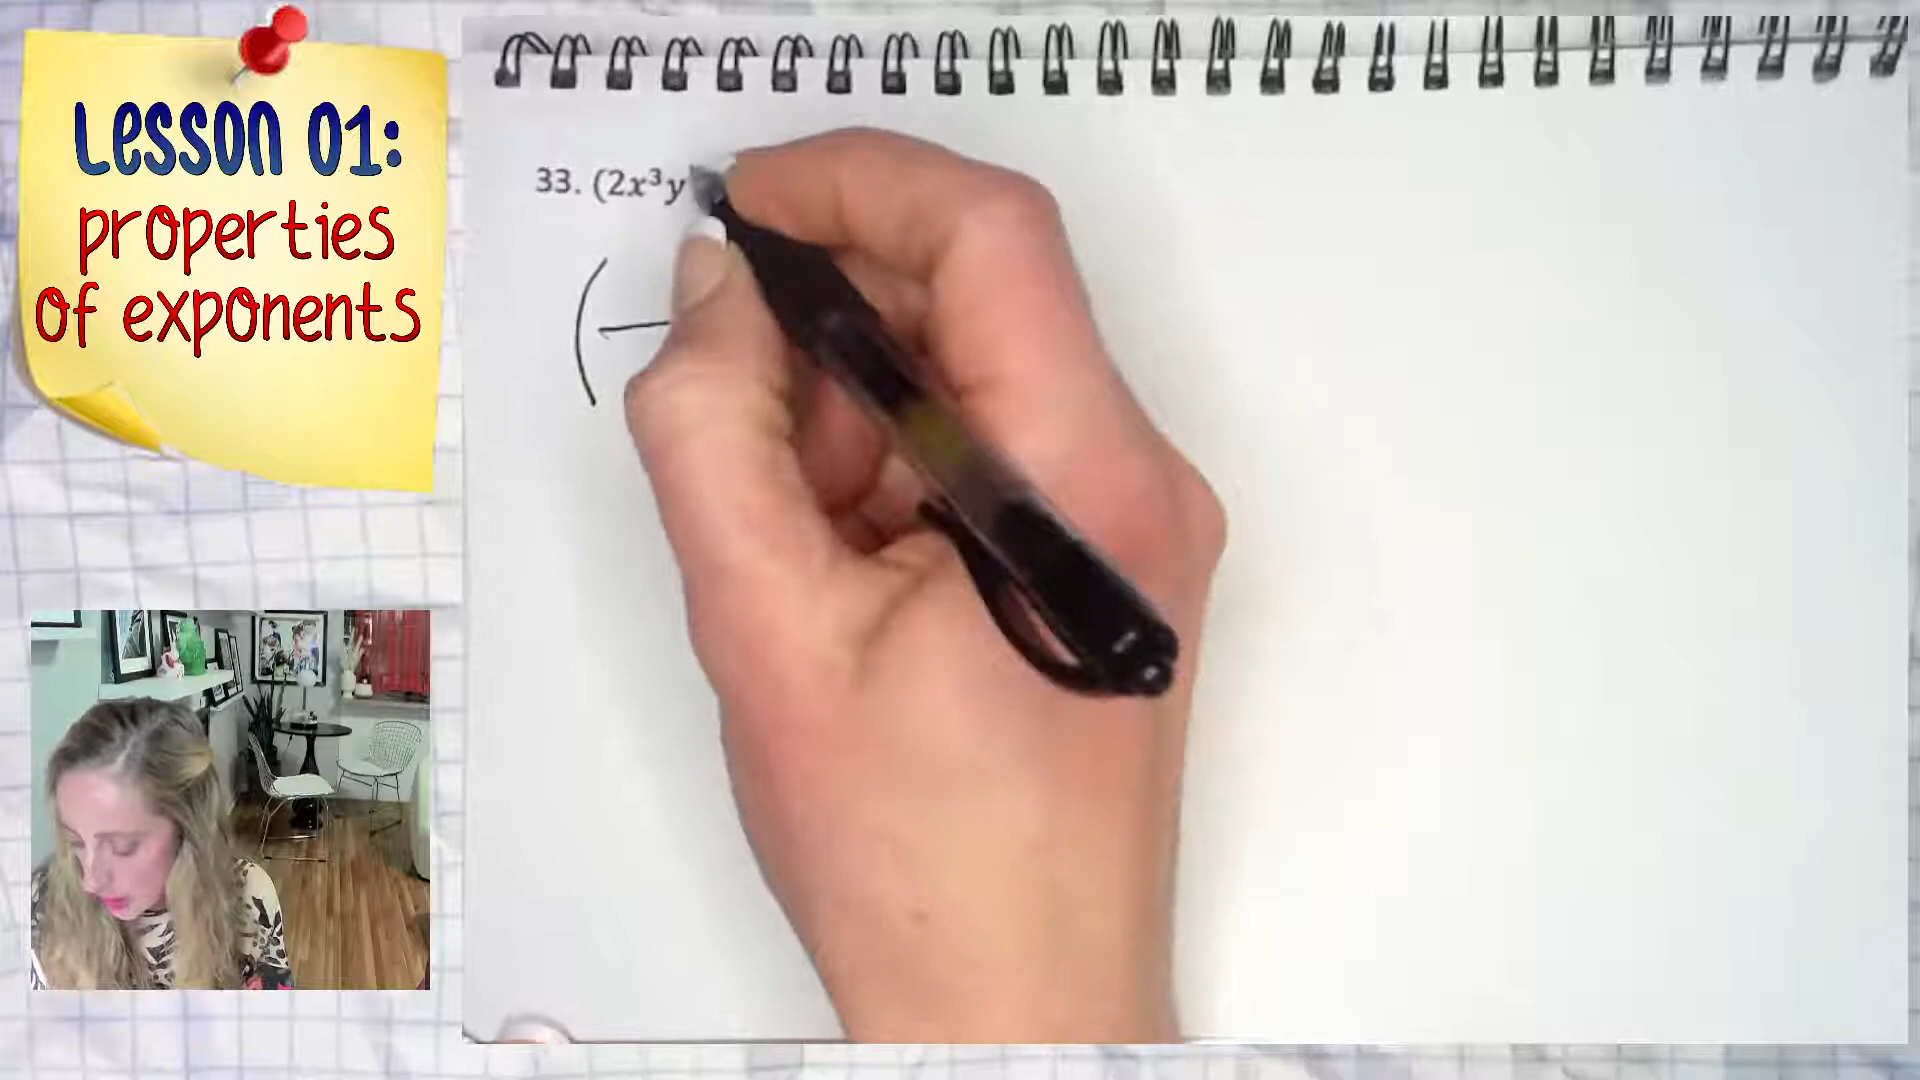 Lesson 01:
properties
of exponents
33. (2x³y
(